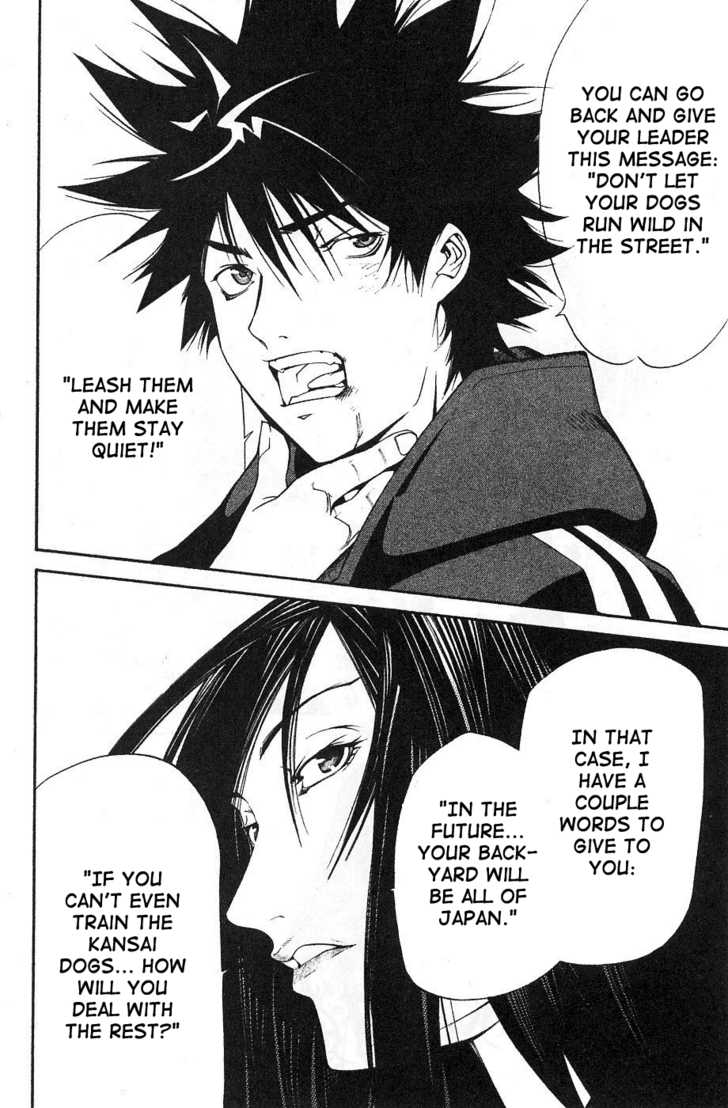 YOU CAN GO
BACK AND GIVE
YOUR LEADER
THIS MESSAGE:
"DON'T LET
YOUR DOGS
RUN WILD IN
THE STREET."
"LEASH THEM
AND MAKE
THEM STAY
QUIET!"
IN THAT
CASE, I
HAVE A
COUPLE
WORDS TO
GIVE TO
YOU:
"IN THE
FUTURE...
YOUR BACK-
YARD WILL
BE ALL OF
JAPAN."
"IF YOU
CAN'T EVEN
TRAIN THE
KANSAI
DOGS... HOW
WILL YOU
DEAL WITH
THE REST?"